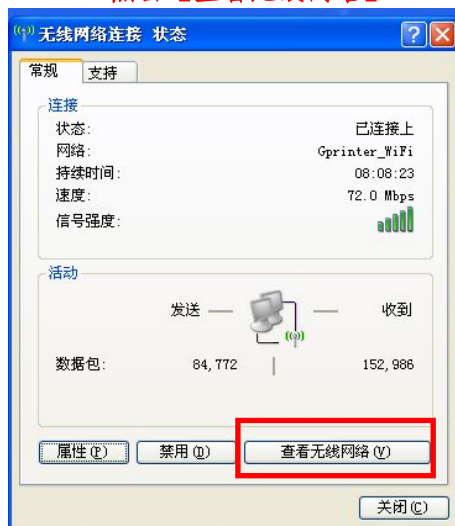 无线网络连接 状态
常规 支持
连接
状态: 已连接上
网络: Gprinter_WiFi
持续时间: 08:08:23
速度: 72.0 Mbps
信号强度:
活动
发送 — — 收到
数据包: 84,772 | 152,986
属性(P) 禁用(D) 查看无线网络(V)
关闭(C)